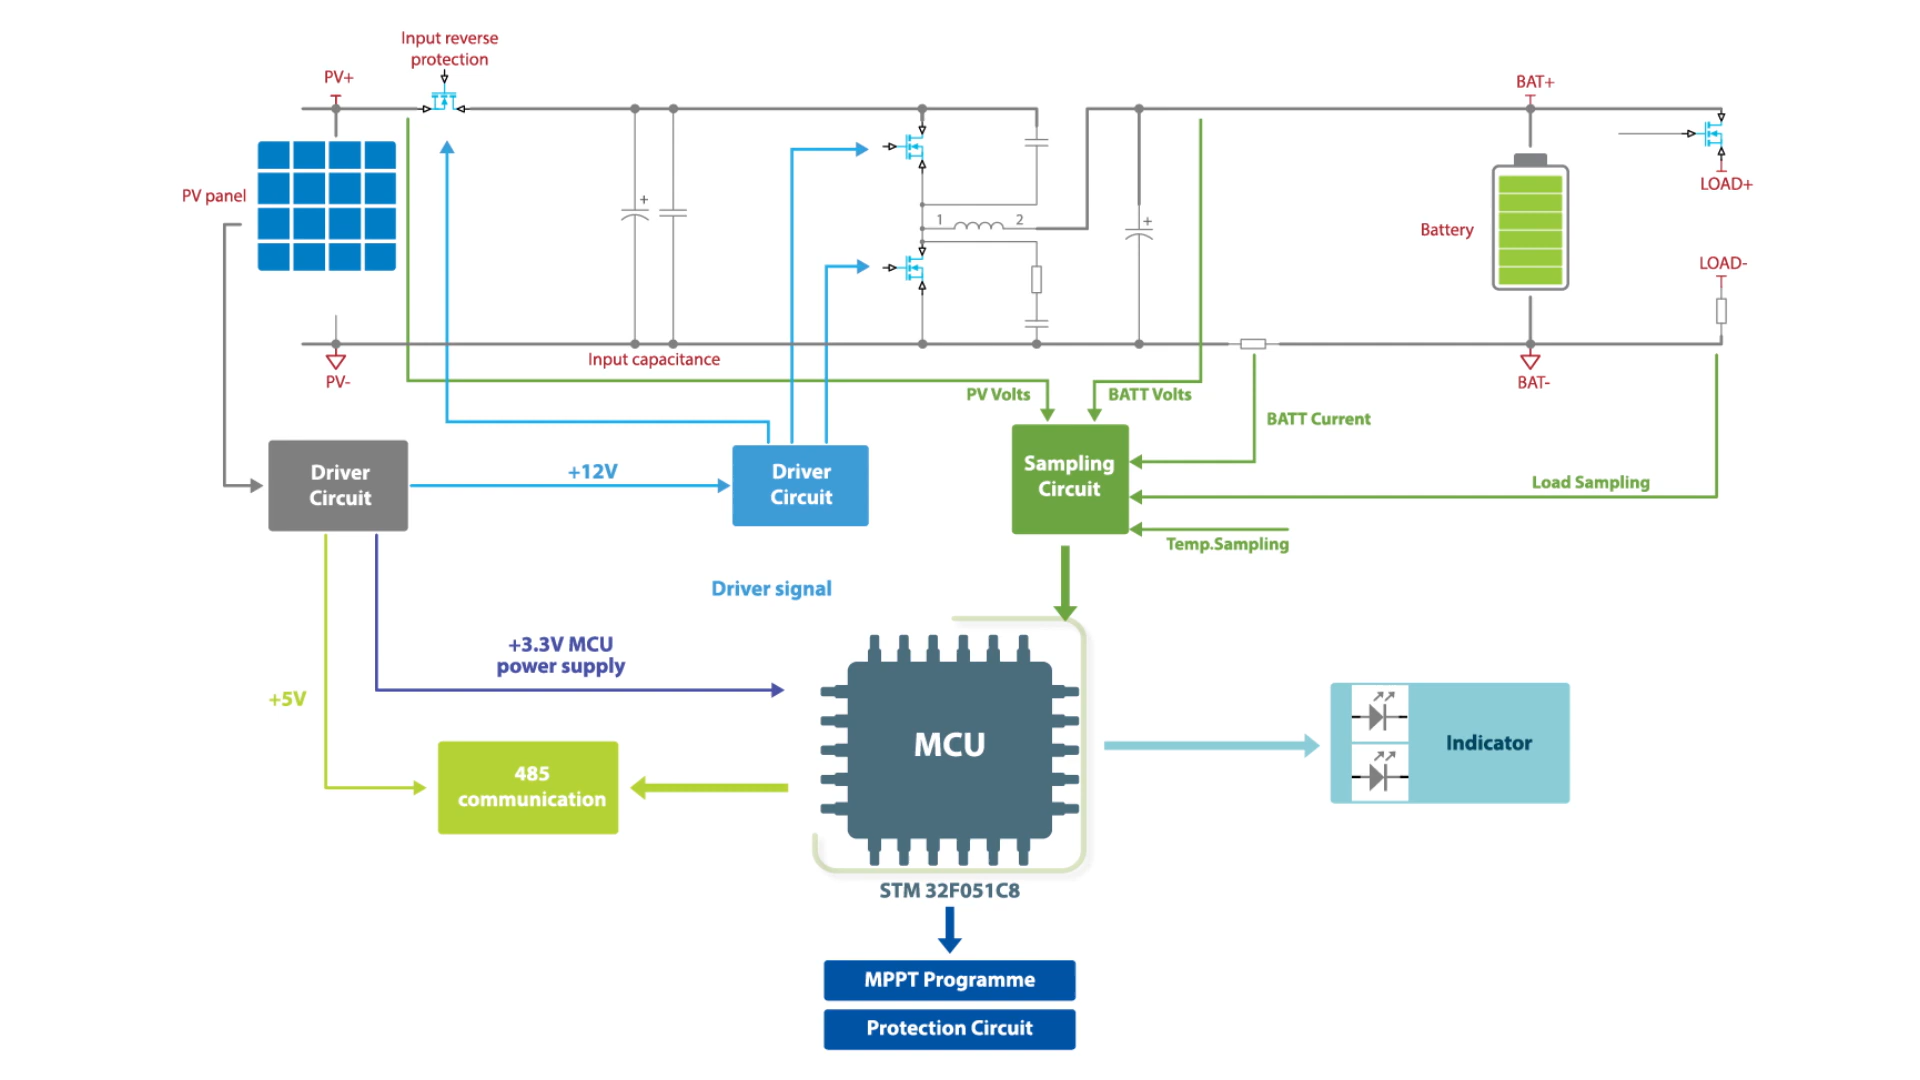 Input reverse
protection
PV+
BAT+
PV panel
LOAD+
+
1
2
+
Battery
LOAD-
Input capacitance
PV-
BAT-
PV Volts
BATT Volts
BATT Current
Driver
Circuit
+12V
Driver
Circuit
Sampling
Circuit
Load Sampling
Temp.Sampling
Driver signal
+3.3V MCU
power supply
+5V
MCU
Indicator
485
communication
STM 32F051C8
MPPT Programme
Protection Circuit